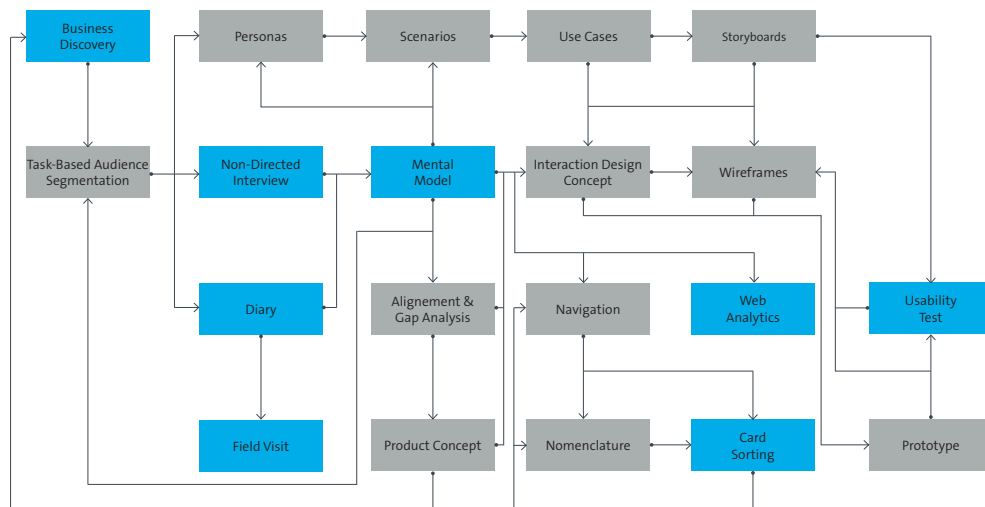 Business
Discovery
Personas
Scenarios
Use Cases
Storyboards
Task-Based Audience
Segmentation
Non-Directed
Interview
Mental
Model
Interaction Design
Concept
Wireframes
Diary
Alignement &
Gap Analysis
Navigation
Web
Analytics
Usability
Test
Field Visit
Product Concept
Nomenclature
Card
Sorting
Prototype